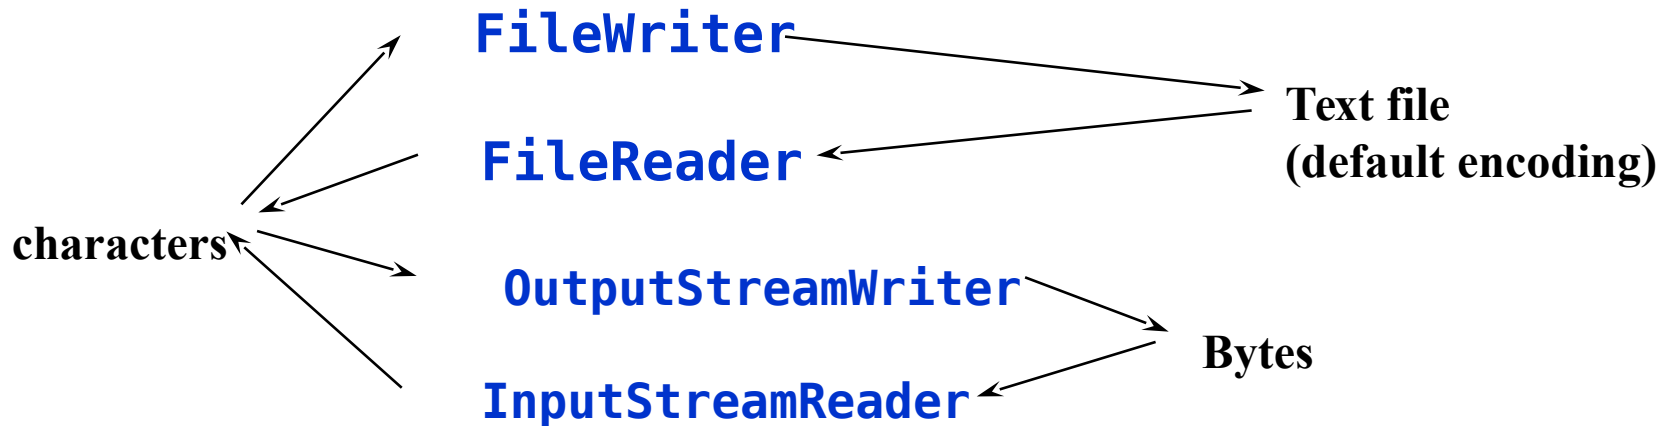 FileWriter
Text file
(default encoding)
FileReader
characters
OutputStreamWriter
Bytes
InputStreamReader